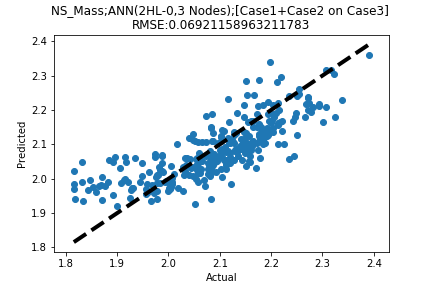 NS_Mass;ANN(2HL-0,3 Nodes);[Case1+Case2 on Case3]
RMSE:0.06921158963211783
2.4
2.3
2.2
2.1
2.0
1.9
1.8
Predicted
1.8 1.9 2.0 2.1 2.2 2.3 2.4
Actual